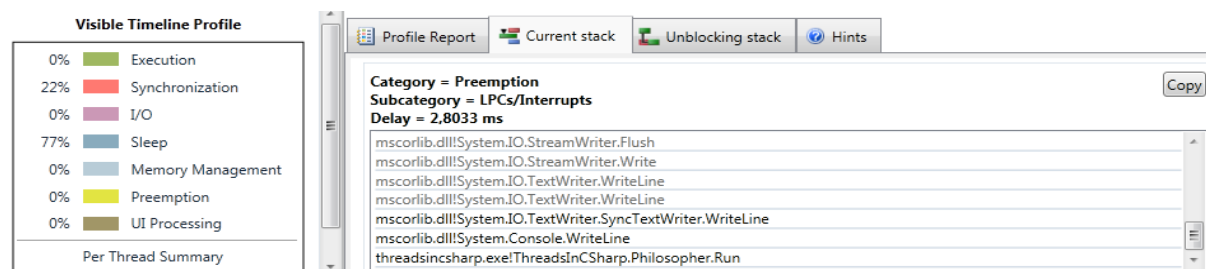 Visible Timeline Profile
0% Execution
22% Synchronization
0% I/O
77% Sleep
0% Memory Management
0% Preemption
0% UI Processing
Per Thread Summary
Profile Report Current stack Unblocking stack Hints
Category = Preemption
Copy
Subcategory = LPCs/Interrupts
Delay = 2,8033 ms
mscorlib.dll!System.IO.StreamWriter.Flush
mscorlib.dll!System.IO.StreamWriter.Write
mscorlib.dll!System.IO.TextWriter.WriteLine
mscorlib.dll!System.IO.TextWriter.WriteLine
mscorlib.dll!System.IO.TextWriter.SyncTextWriter.WriteLine
mscorlib.dll!System.Console.WriteLine
threadsincsharp.exe!ThreadsInCSharp.Philosopher.Run